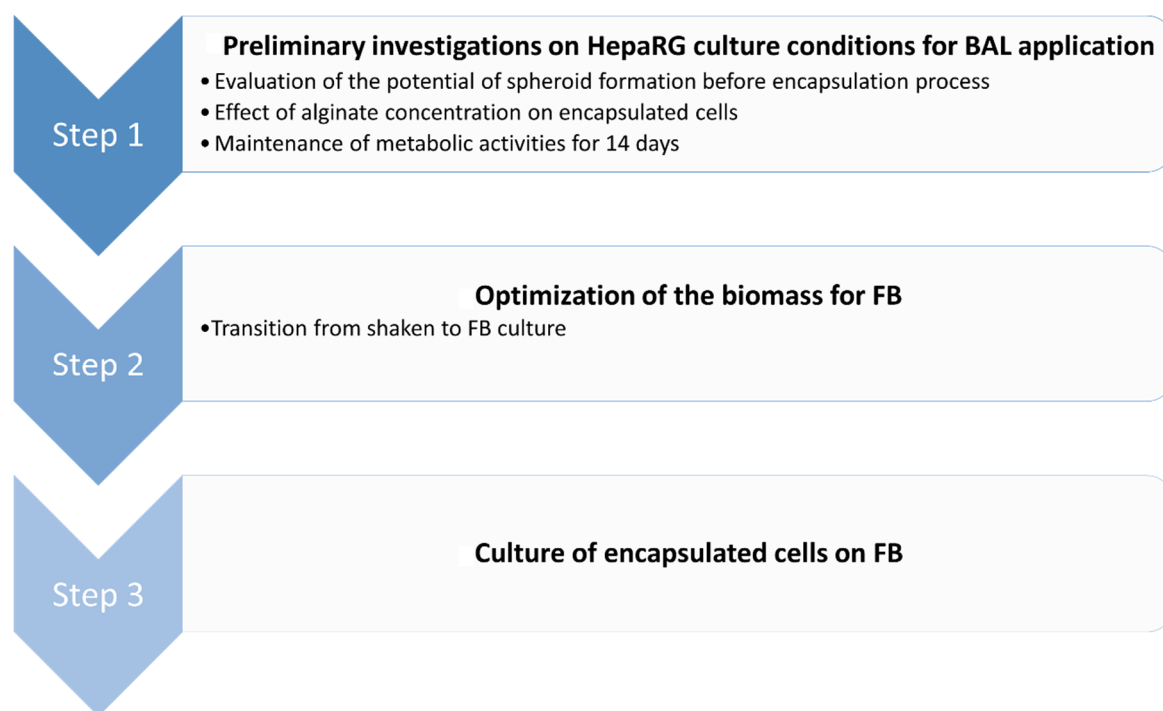 Step 1
Preliminary investigations on HepaRG culture conditions for BAL application
•Evaluation of the potential of spheroid formation before encapsulation process
•Effect of alginate concentration on encapsulated cells
•Maintenance of metabolic activities for 14 days
Step 2
Optimization of the biomass for FB
•Transition from shaken to FB culture
Step 3
Culture of encapsulated cells on FB